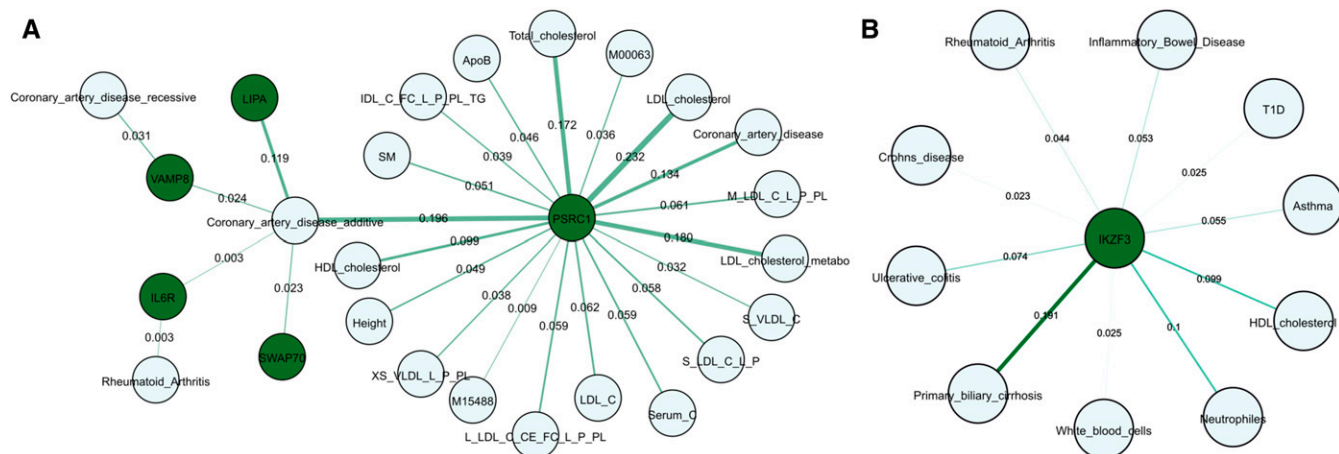 A
B
Total_cholesterol
M00063
ApoB
LDL_cholesterol
IDL_C_FC_L_P_PL_TG
Coronary_artery_disease_recessive
LIPA
Coronary_artery_disease
SM
VAMP8
M_LDL_C_L_P_PL
Coronary_artery_disease_additive
PSRC1
HDL_cholesterol
LDL_cholesterol_metabo
IL6R
Height
S_VLDL_C
SWAP70
S_LDL_C_L_P
Rheumatoid_Arthritis
XS_VLDL_L_P_PL
M15488
LDL_C
Serum_C
L_LDL_C_CE_FC_L_P_PL
0.031
0.119
0.024
0.003
0.023
0.003
0.196
0.046
0.172
0.036
0.039
0.232
0.134
0.051
0.061
0.180
0.099
0.049
0.032
0.038
0.009
0.058
0.059
0.062
0.059
Rheumatoid_Arthritis
Inflammatory_Bowel_Disease
T1D
Crohns_disease
Asthma
IKZF3
Ulcerative_colitis
HDL_cholesterol
Primary_biliary_cirrhosis
White_blood_cells
Neutrophiles
0.044
0.053
0.025
0.023
0.055
0.074
0.099
0.191
0.025
0.1